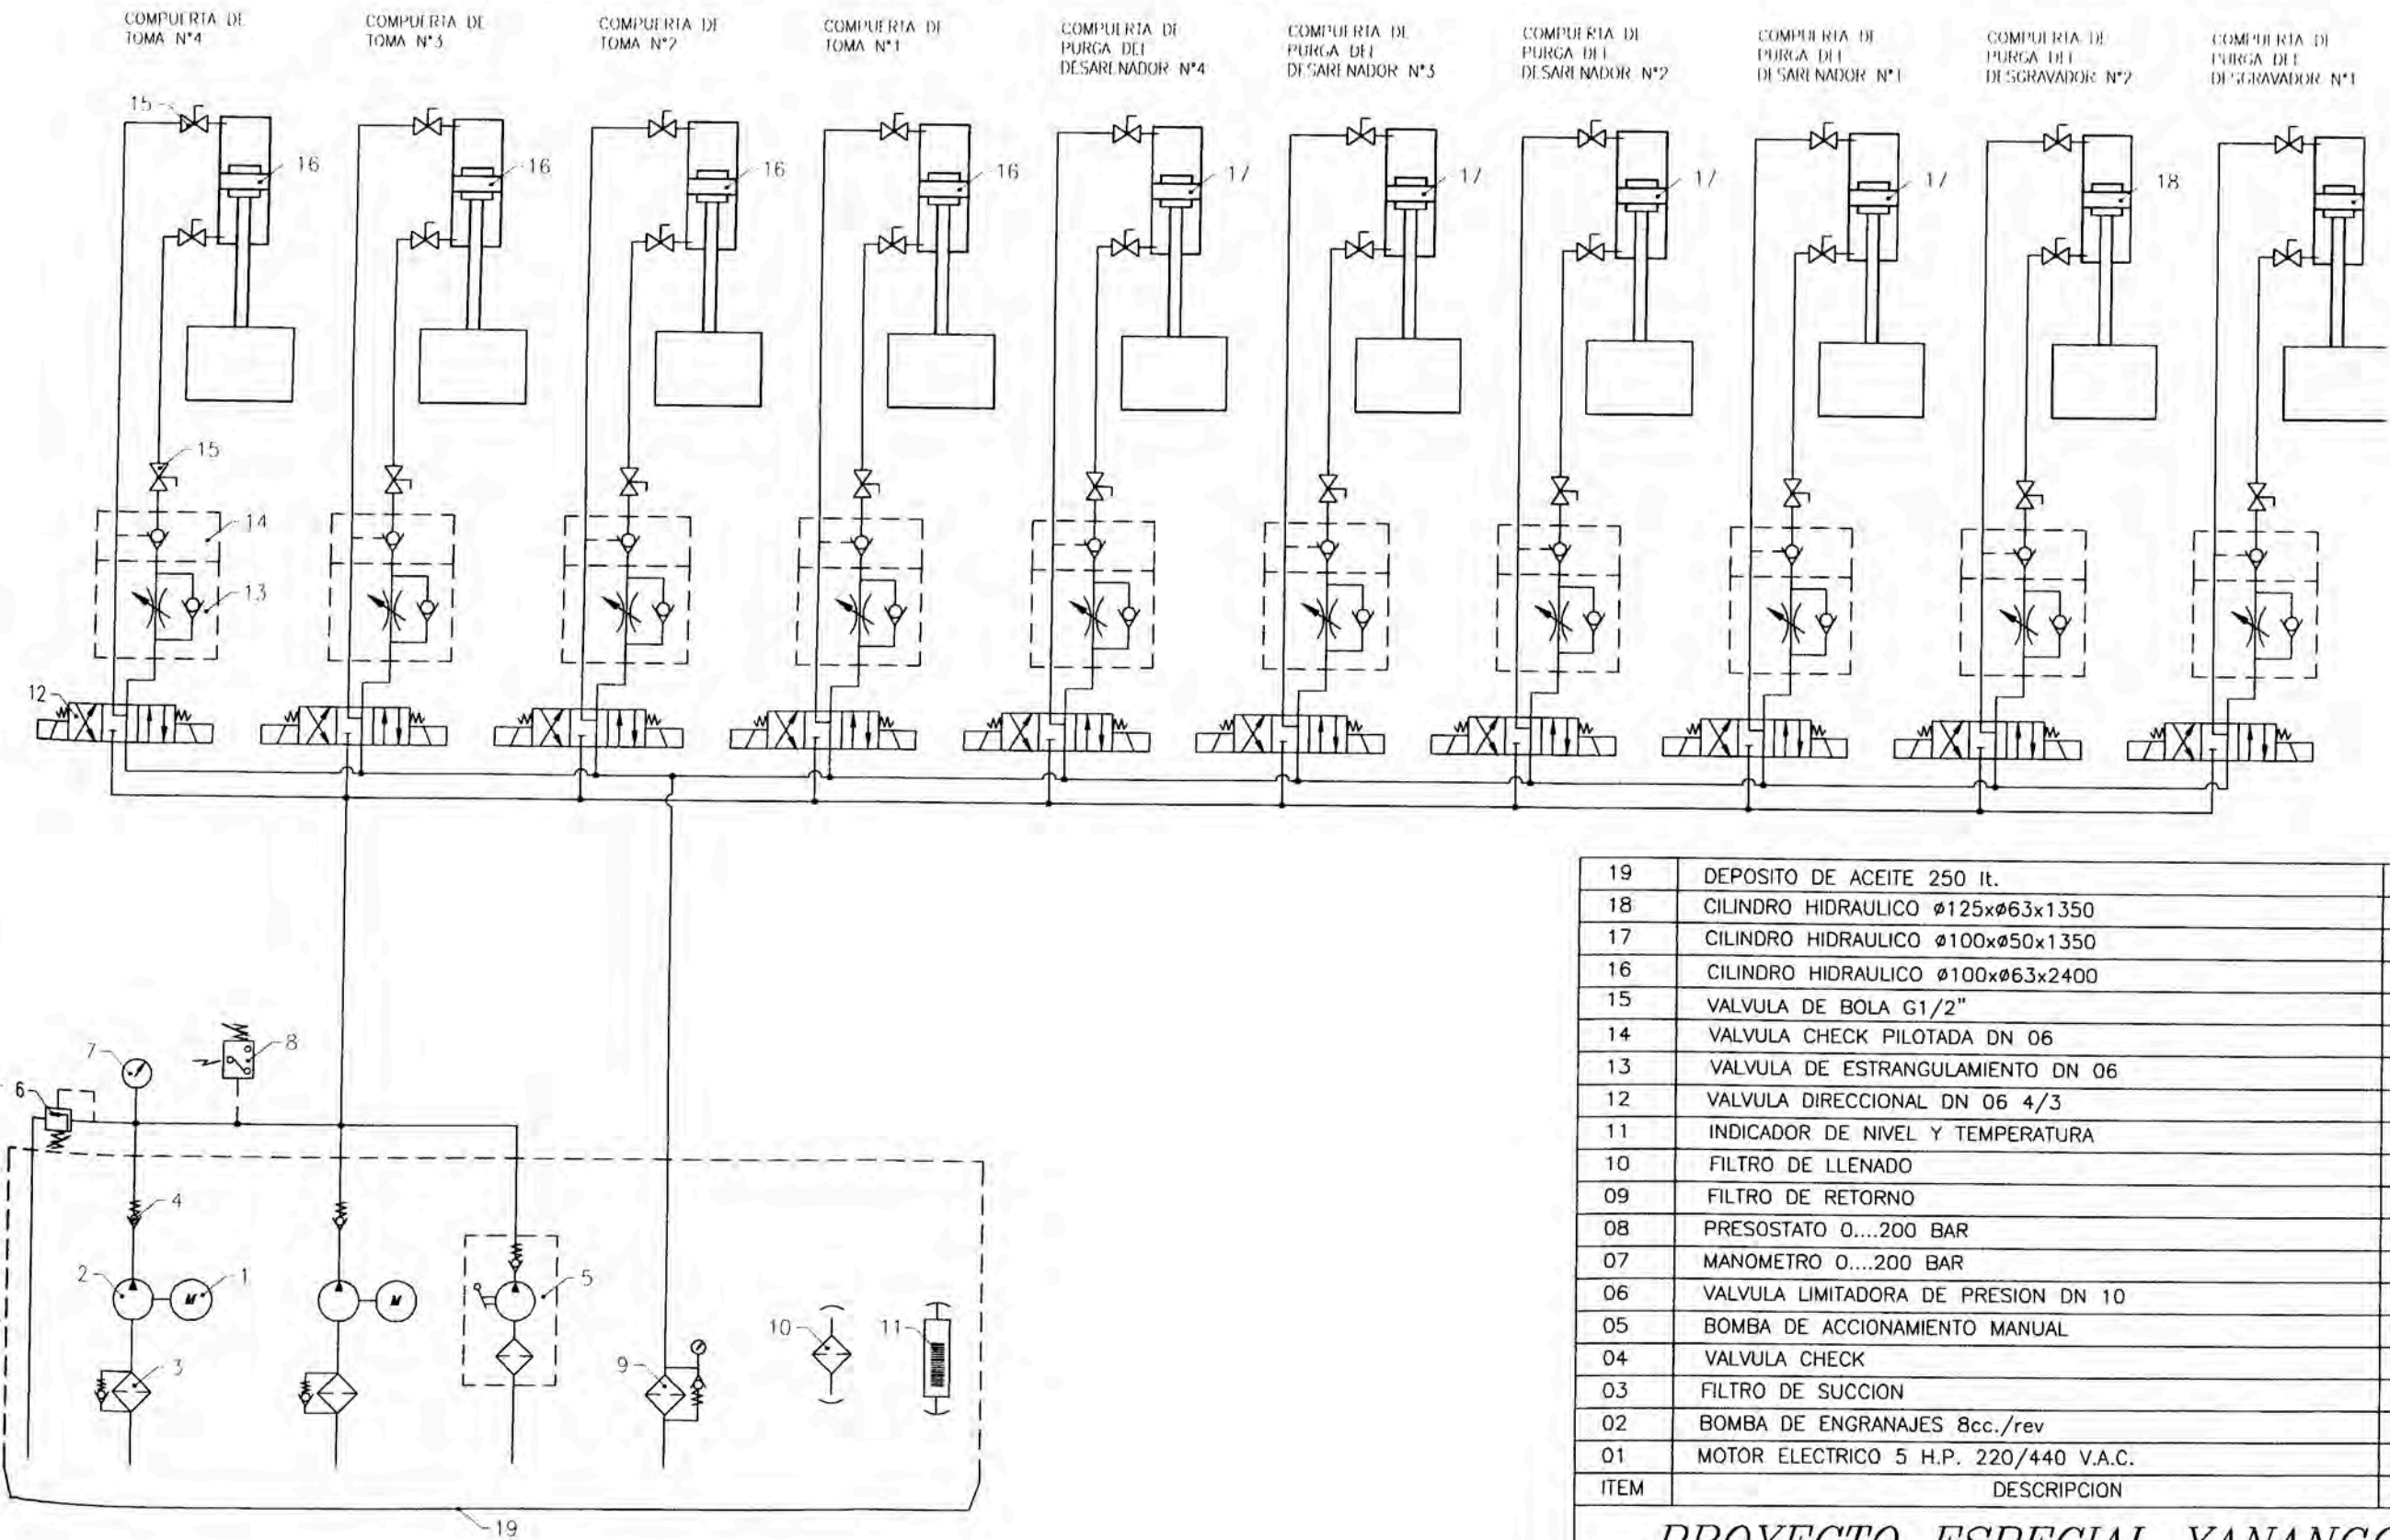 COMPUERTA DE
TOMA N°4
COMPUERTA DE
TOMA N°3
COMPUERTA DE
TOMA N°2
COMPUERTA DE
TOMA N°1
COMPUERTA DE
PURGA DEL
DESARENADOR N°4
COMPUERTA DE
PURGA DEL
DESARENADOR N°3
COMPUERTA DE
PURGA DEL
DESARENADOR N°2
COMPUERTA DE
PURGA DEL
DESARENADOR N°1
COMPUERTA DE
PURGA DEL
DESGRAVADOR N°2
COMPUERTA DE
PURGA DEL
DESGRAVADOR N°1
15
16
16
16
16
17
17
17
17
18
15
14
13
12
7
8
6
4
2
M
1
M
5
3
9
10
11
19
19 DEPOSITO DE ACEITE 250 lt.
18 CILINDRO HIDRAULICO ø125xø63x1350
17 CILINDRO HIDRAULICO ø100xø50x1350
16 CILINDRO HIDRAULICO ø100xø63x2400
15 VALVULA DE BOLA G1/2"
14 VALVULA CHECK PILOTADA DN 06
13 VALVULA DE ESTRANGULAMIENTO DN 06
12 VALVULA DIRECCIONAL DN 06 4/3
11 INDICADOR DE NIVEL Y TEMPERATURA
10 FILTRO DE LLENADO
09 FILTRO DE RETORNO
08 PRESOSTATO 0....200 BAR
07 MANOMETRO 0....200 BAR
06 VALVULA LIMITADORA DE PRESION DN 10
05 BOMBA DE ACCIONAMIENTO MANUAL
04 VALVULA CHECK
03 FILTRO DE SUCCION
02 BOMBA DE ENGRANAJES 8cc./rev
01 MOTOR ELECTRICO 5 H.P. 220/440 V.A.C.
ITEM DESCRIPCION
PROYECTO ESPECIAL YANANGO